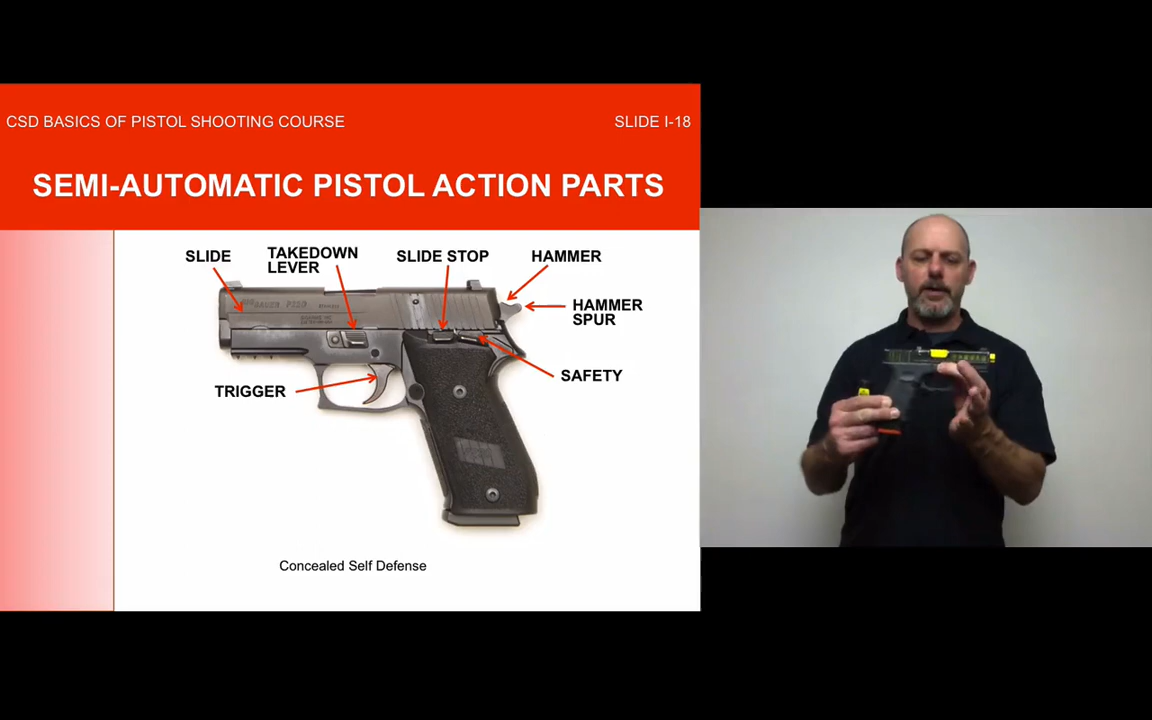 CSD BASICS OF PISTOL SHOOTING COURSE
SLIDE I-18
SEMI-AUTOMATIC PISTOL ACTION PARTS
SLIDE
TAKEDOWN
LEVER
SLIDE STOP
HAMMER
HAMMER
SPUR
SAFETY
TRIGGER
Concealed Self Defense